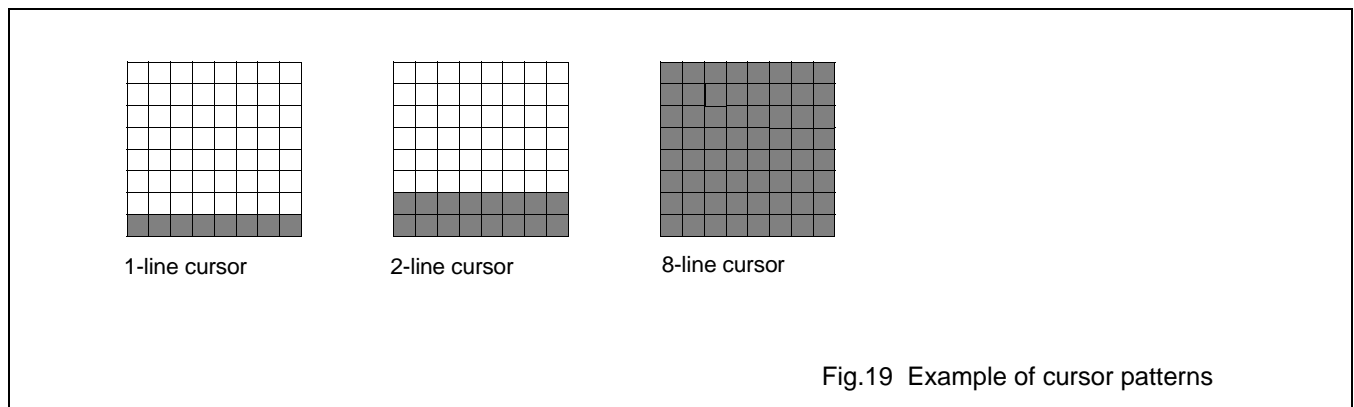 1-line cursor
2-line cursor
8-line cursor
Fig.19 Example of cursor patterns